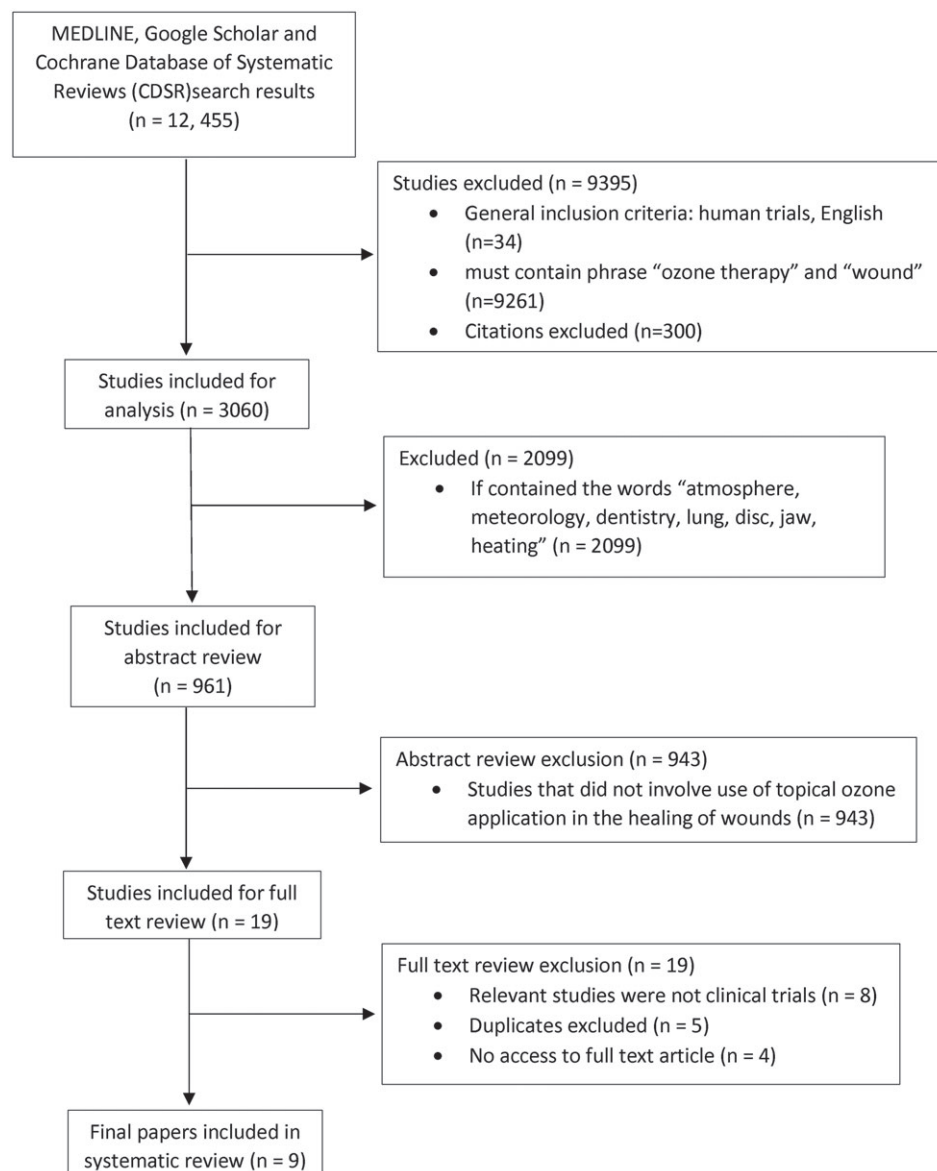 MEDLINE, Google Scholar and
Cochrane Database of Systematic
Reviews (CDSR)search results
(n = 12, 455)
Studies excluded (n = 9395)
• General inclusion criteria: human trials, English
(n=34)
• must contain phrase “ozone therapy” and “wound”
(n=9261)
• Citations excluded (n=300)
Studies included for
analysis (n = 3060)
Excluded (n = 2099)
• If contained the words “atmosphere,
meteorology, dentistry, lung, disc, jaw,
heating” (n = 2099)
Studies included for
abstract review
(n = 961)
Abstract review exclusion (n = 943)
• Studies that did not involve use of topical ozone
application in the healing of wounds (n = 943)
Studies included for full
text review (n = 19)
Full text review exclusion (n = 19)
• Relevant studies were not clinical trials (n = 8)
• Duplicates excluded (n = 5)
• No access to full text article (n = 4)
Final papers included in
systematic review (n = 9)